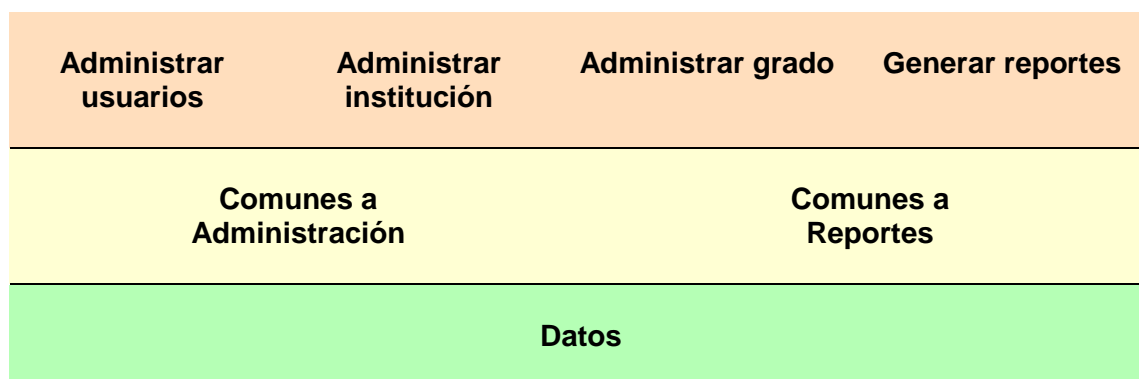 Administrar
usuarios
Administrar
institución
Administrar grado
Generar reportes
Comunes a
Administración
Comunes a
Reportes
Datos